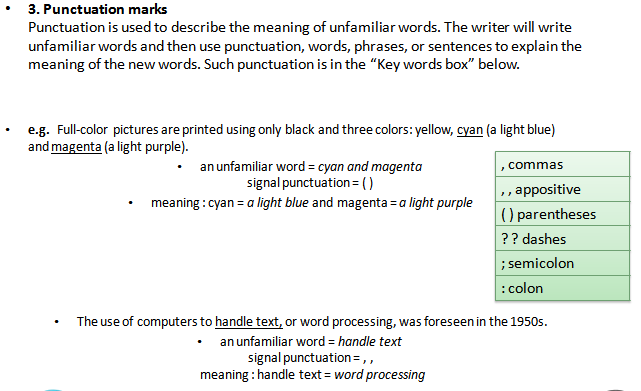 • 3. Punctuation marks
Punctuation is used to describe the meaning of unfamiliar words. The writer will write
unfamiliar words and then use punctuation, words, phrases, or sentences to explain the
meaning of the new words. Such punctuation is in the “Key words box” below.
• e.g. Full-color pictures are printed using only black and three colors: yellow, cyan (a light blue)
and magenta (a light purple).
• an unfamiliar word = cyan and magenta
signal punctuation = ( )
• meaning : cyan = a light blue and magenta = a light purple
, commas
, , appositive
( ) parentheses
? ? dashes
; semicolon
: colon
• The use of computers to handle text, or word processing, was foreseen in the 1950s.
• an unfamiliar word = handle text
signal punctuation = , ,
meaning : handle text = word processing